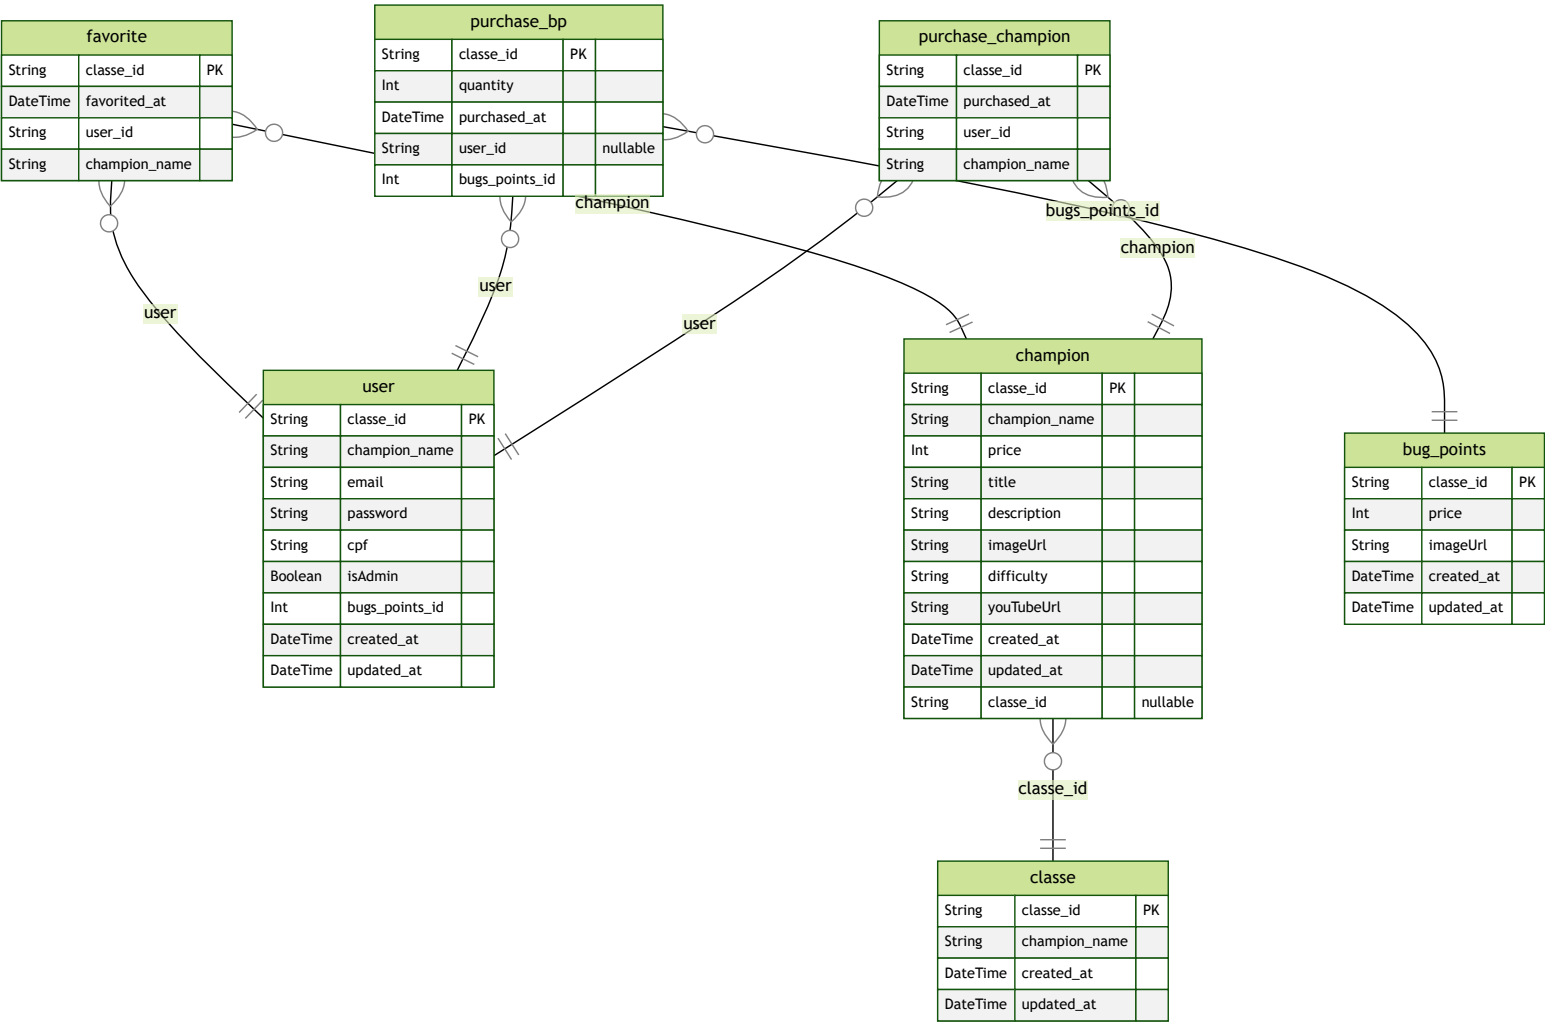 favorite
String classe_id PK
DateTime favorited_at
String user_id
String champion_name
purchase_bp
String classe_id PK
Int quantity
DateTime purchased_at
String user_id nullable
Int bugs_points_id
purchase_champion
String classe_id PK
DateTime purchased_at
String user_id
String champion_name
champion
bugs_points_id
champion
user
user
user
user
String classe_id PK
String champion_name
String email
String password
String cpf
Boolean isAdmin
Int bugs_points_id
DateTime created_at
DateTime updated_at
champion
String classe_id PK
String champion_name
Int price
String title
String description
String imageUrl
String difficulty
String youTubeUrl
DateTime created_at
DateTime updated_at
String classe_id nullable
bug_points
String classe_id PK
Int price
String imageUrl
DateTime created_at
DateTime updated_at
classe_id
classe
String classe_id PK
String champion_name
DateTime created_at
DateTime updated_at